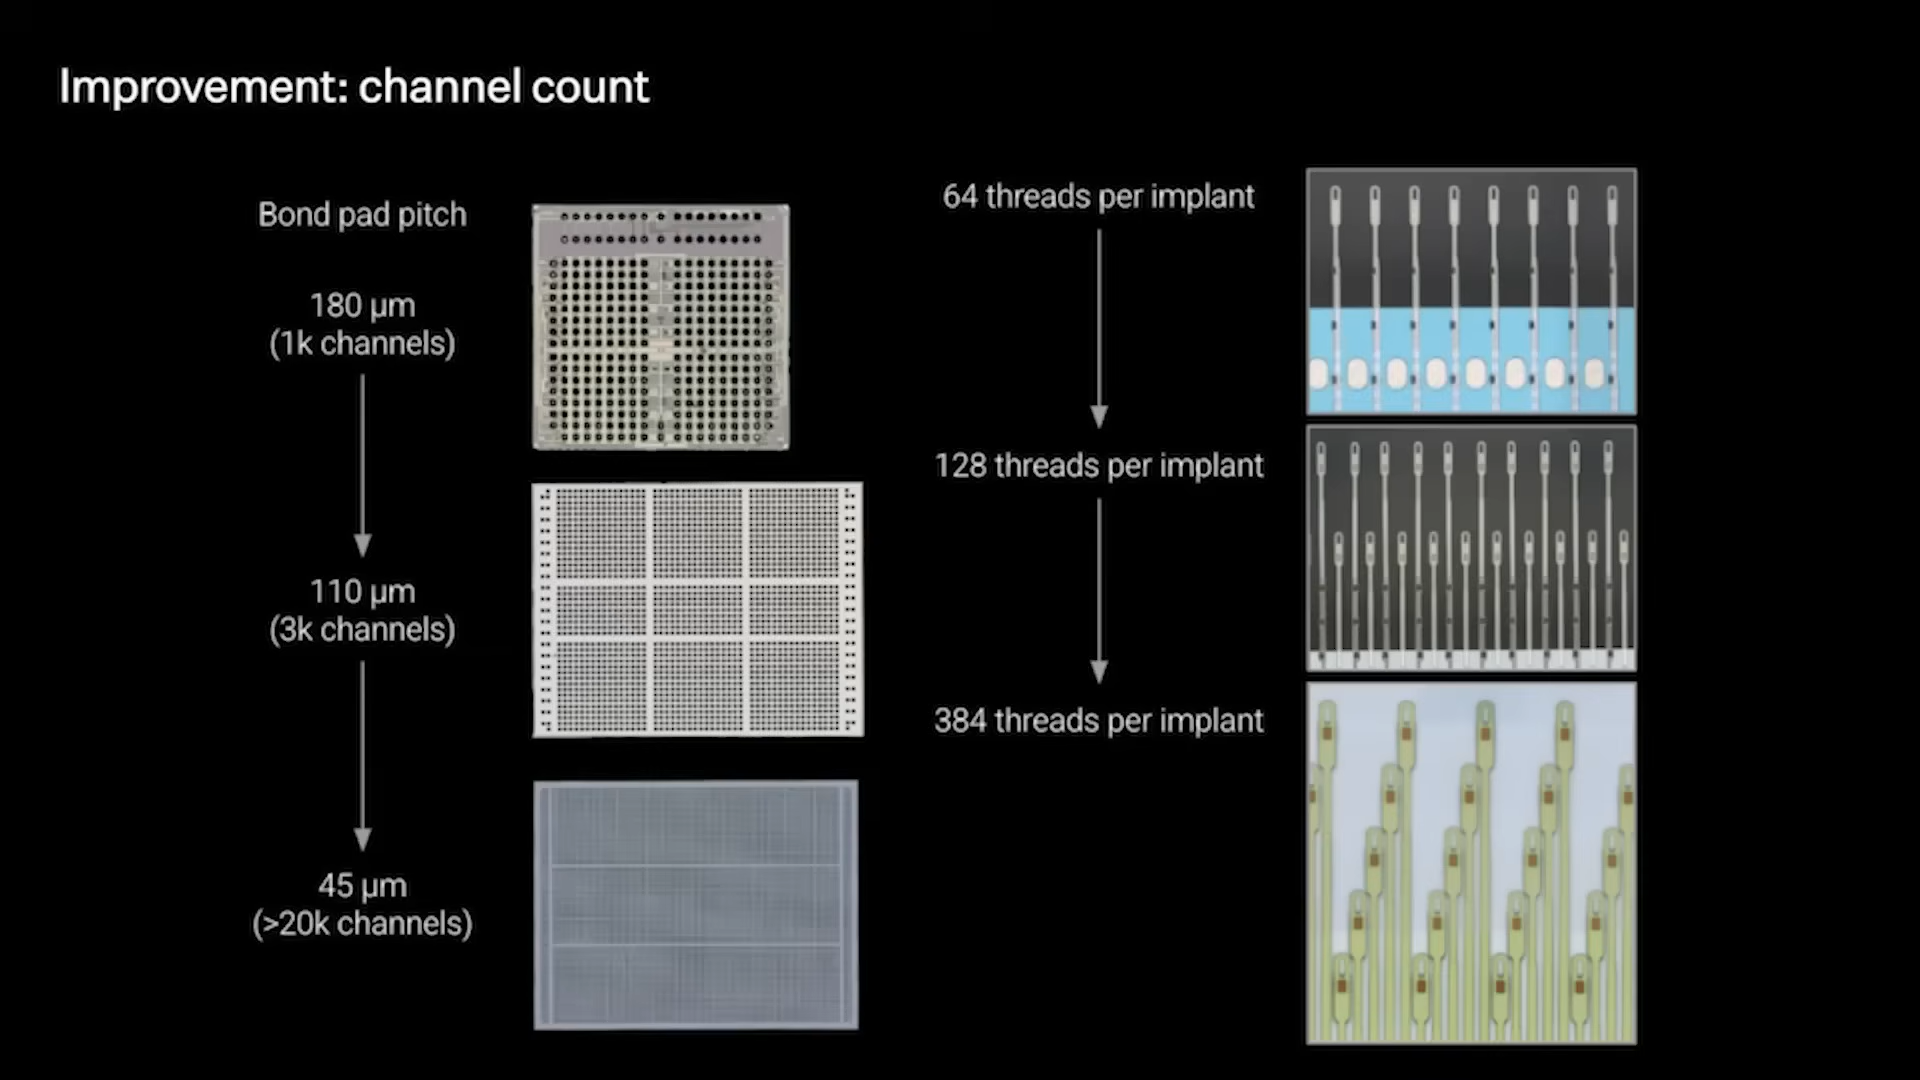 Improvement: channel count
Bond pad pitch
180 µm
(1k channels)
110 µm
(3k channels)
45 µm
(>20k channels)
64 threads per implant
128 threads per implant
384 threads per implant